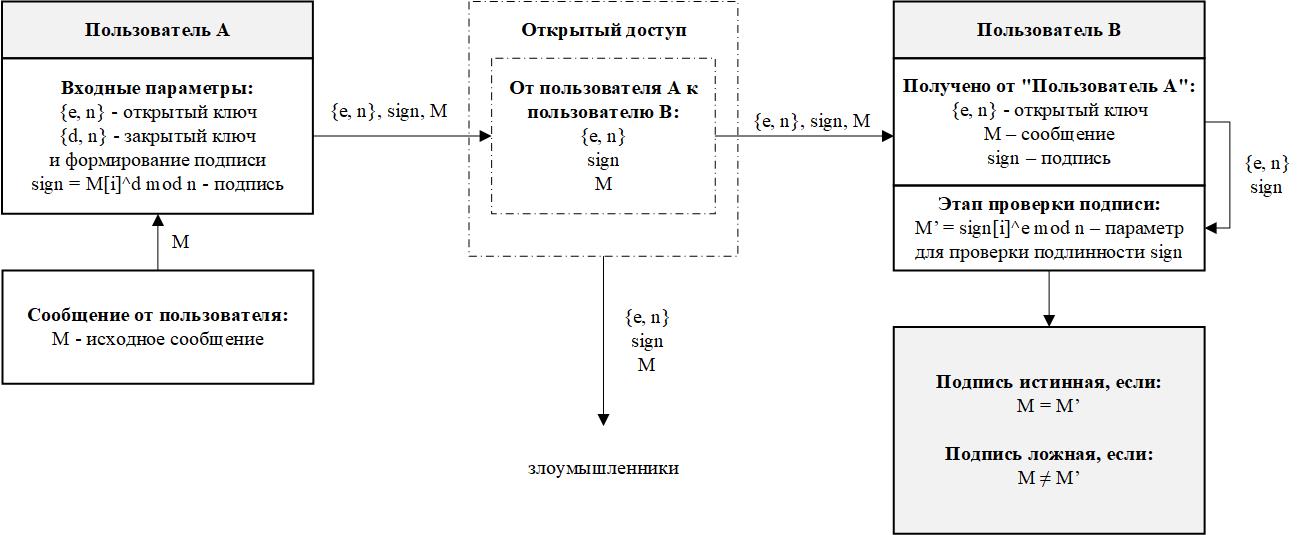 Пользователь A
Входные параметры:
{e, n} - открытый ключ
{d, n} - закрытый ключ
и формирование подписи
sign = M[i]^d mod n - подпись
M
Сообщение от пользователя:
M - исходное сообщение
{e, n}, sign, M
Открытый доступ
От пользователя A к
пользователю B:
{e, n}
sign
M
{e, n}
sign
M
злоумышленники
{e, n}, sign, M
Пользователь B
Получено от "Пользователь A":
{e, n} - открытый ключ
M – сообщение
sign – подпись
{e, n}
sign
Этап проверки подписи:
M’ = sign[i]^e mod n – параметр
для проверки подлинности sign
Подпись истинная, если:
M = M’
Подпись ложная, если:
M ≠ M’